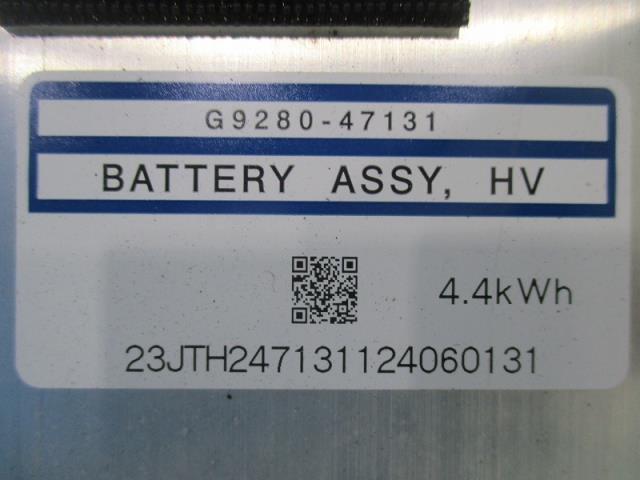 G9280-47131
BATTERY ASSY, HV
4.4kWh
23JTH247131124060131